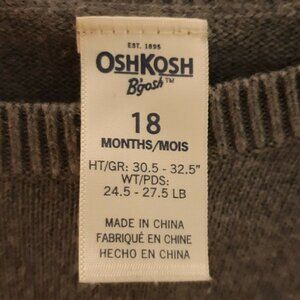 EST. 1895
OSHKOSH
B'gosh™
18
MONTHS/MOIS
HT/GR: 30.5 - 32.5"
WT/PDS:
24.5 - 27.5 LB
MADE IN CHINA
FABRIQUÉ EN CHINE
HECHO EN CHINA